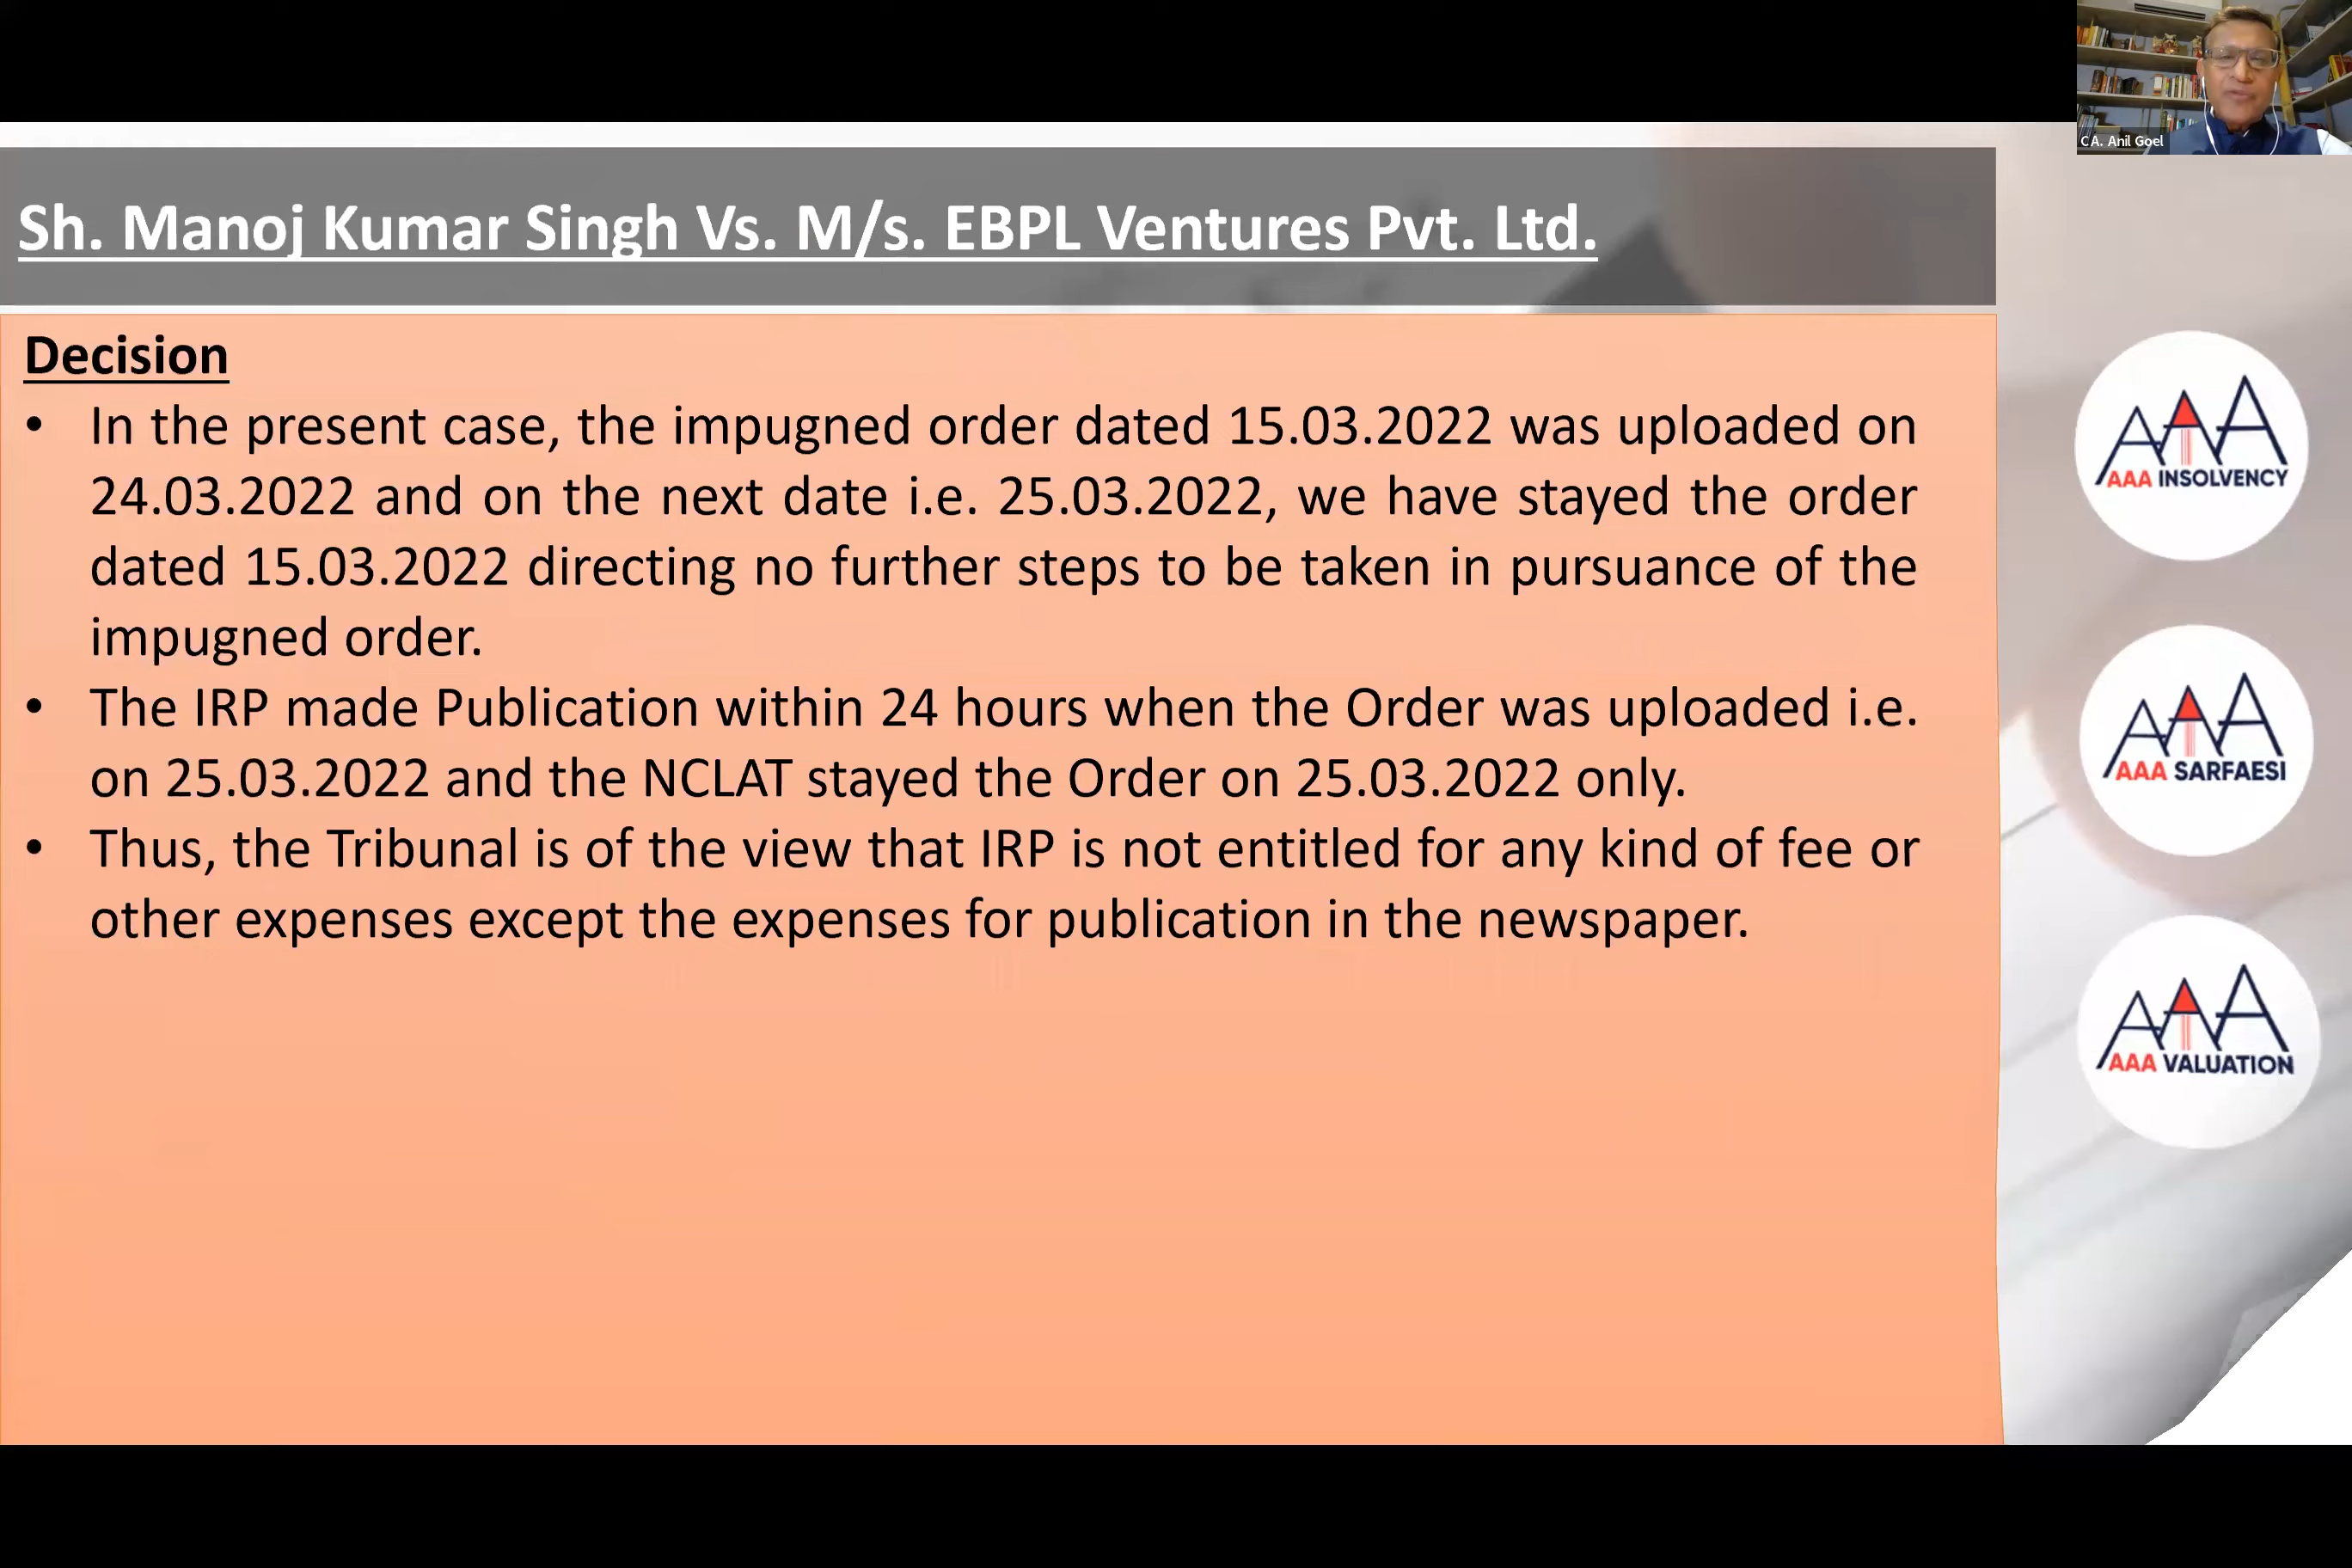 CA. Anil Goel
Sh. Manoj Kumar Singh Vs. M/s. EBPL Ventures Pvt. Ltd.
Decision
• In the present case, the impugned order dated 15.03.2022 was uploaded on
24.03.2022 and on the next date i.e. 25.03.2022, we have stayed the order
dated 15.03.2022 directing no further steps to be taken in pursuance of the
impugned order.
• The IRP made Publication within 24 hours when the Order was uploaded i.e.
on 25.03.2022 and the NCLAT stayed the Order on 25.03.2022 only.
• Thus, the Tribunal is of the view that IRP is not entitled for any kind of fee or
other expenses except the expenses for publication in the newspaper.
AAA
AAA INSOLVENCY
AAA
AAA SARFAESI
AAA
AAA VALUATION